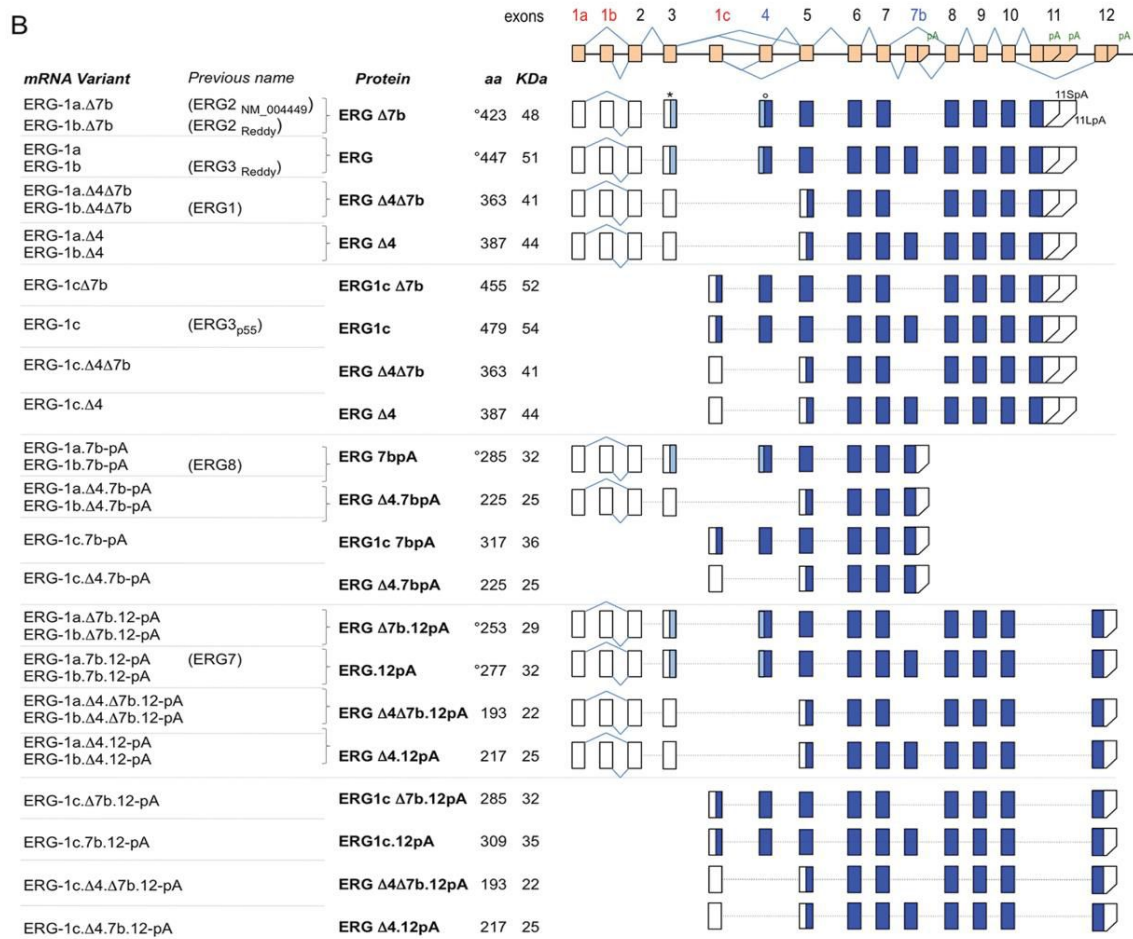 B
exons 1a 1b 2 3 1c 4 5 6 7 7b 8 9 10 11 12
pA pA pA pA
mRNA Variant Previous name Protein aa KDa
* o 11SpA
11LpA
ERG-1a.Δ7b (ERG2 NM_004449)
ERG-1b.Δ7b (ERG2 Reddy)
ERG Δ7b °423 48
ERG-1a
ERG-1b (ERG3 Reddy)
ERG °447 51
ERG-1a.Δ4Δ7b
ERG-1b.Δ4Δ7b (ERG1)
ERG Δ4Δ7b 363 41
ERG-1a.Δ4
ERG-1b.Δ4
ERG Δ4 387 44
ERG-1cΔ7b ERG1c Δ7b 455 52
ERG-1c (ERG3p55) ERG1c 479 54
ERG-1c.Δ4Δ7b ERG Δ4Δ7b 363 41
ERG-1c.Δ4 ERG Δ4 387 44
ERG-1a.7b-pA
ERG-1b.7b-pA (ERG8)
ERG 7bpA °285 32
ERG-1a.Δ4.7b-pA
ERG-1b.Δ4.7b-pA
ERG Δ4.7bpA 225 25
ERG-1c.7b-pA ERG1c 7bpA 317 36
ERG-1c.Δ4.7b-pA ERG Δ4.7bpA 225 25
ERG-1a.Δ7b.12-pA
ERG-1b.Δ7b.12-pA
ERG Δ7b.12pA °253 29
ERG-1a.7b.12-pA (ERG7)
ERG-1b.7b.12-pA
ERG.12pA °277 32
ERG-1a.Δ4.Δ7b.12-pA
ERG-1b.Δ4.Δ7b.12-pA
ERG Δ4Δ7b.12pA 193 22
ERG-1a.Δ4.12-pA
ERG-1b.Δ4.12-pA
ERG Δ4.12pA 217 25
ERG-1c.Δ7b.12-pA ERG1c Δ7b.12pA 285 32
ERG-1c.7b.12-pA ERG1c.12pA 309 35
ERG-1c.Δ4.Δ7b.12-pA ERG Δ4Δ7b.12pA 193 22
ERG-1c.Δ4.7b.12-pA ERG Δ4.12pA 217 25